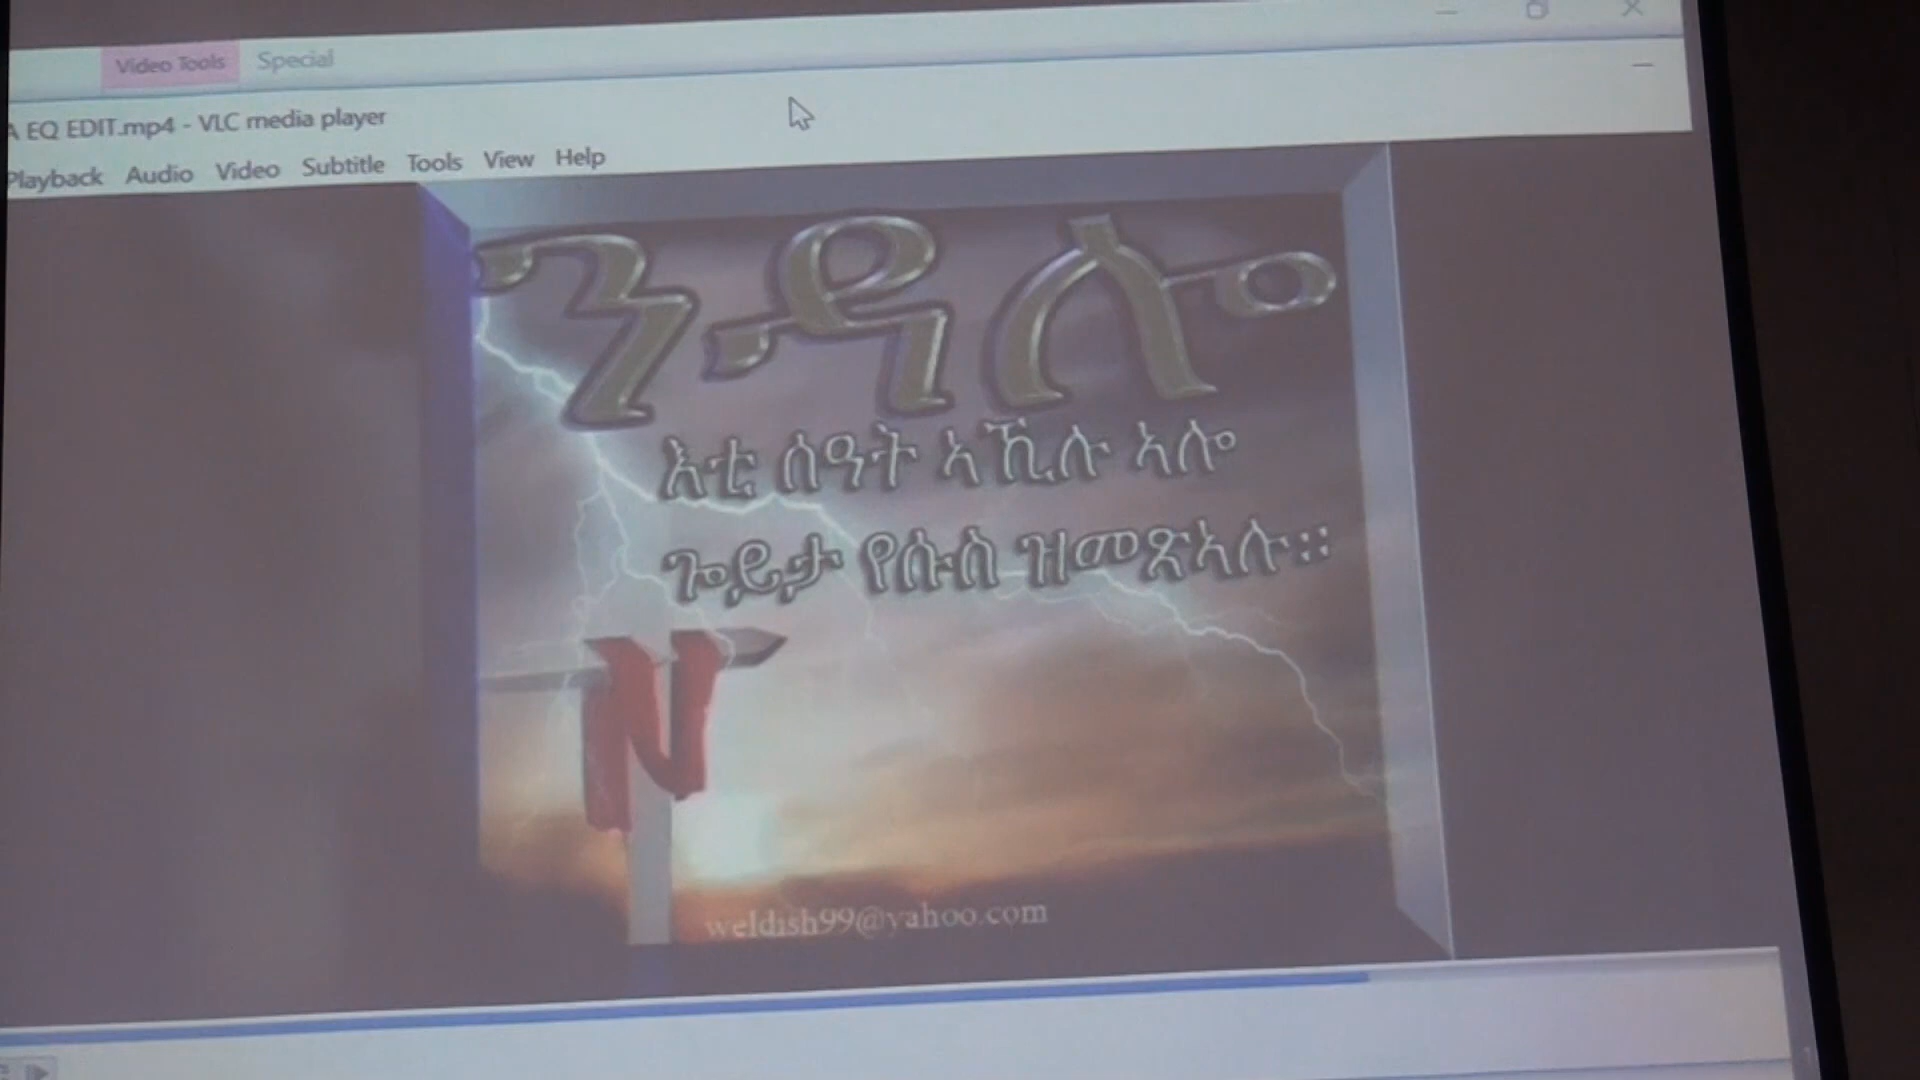 Video Tools Special
EQ EDIT.mp4 - VLC media player
Playback Audio Video Subtitle Tools View Help
ንዳሎ
እቲ ሰዓት ኣኺሉ ኣሎ
ጐይታ የሱስ ዝመጽኣሉ።
weldish99@yahoo.com